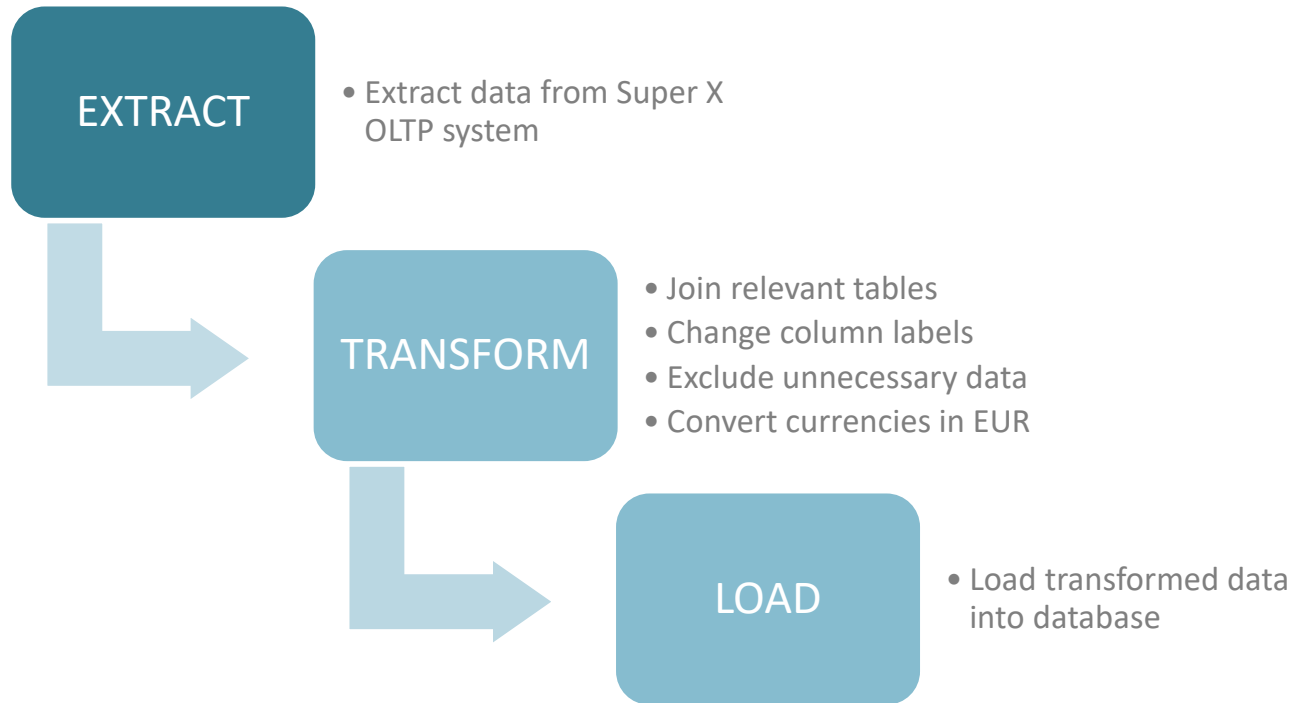 EXTRACT
• Extract data from Super X
OLTP system
TRANSFORM
• Join relevant tables
• Change column labels
• Exclude unnecessary data
• Convert currencies in EUR
LOAD
• Load transformed data
into database